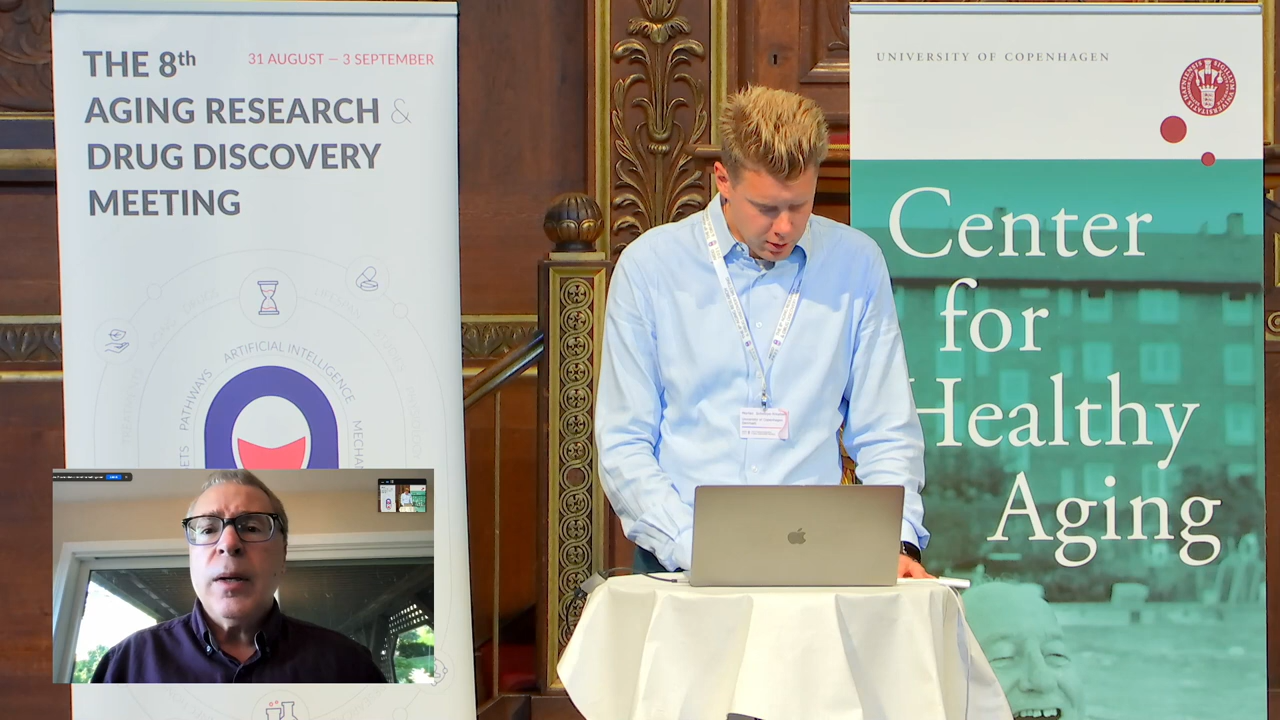 THE 8th
31 AUGUST – 3 SEPTEMBER
AGING RESEARCH &
DRUG DISCOVERY
MEETING
ARTIFICIAL INTELLIGENCE
PATHWAYS
UNIVERSITY OF COPENHAGEN
Center
for
Healthy
Aging